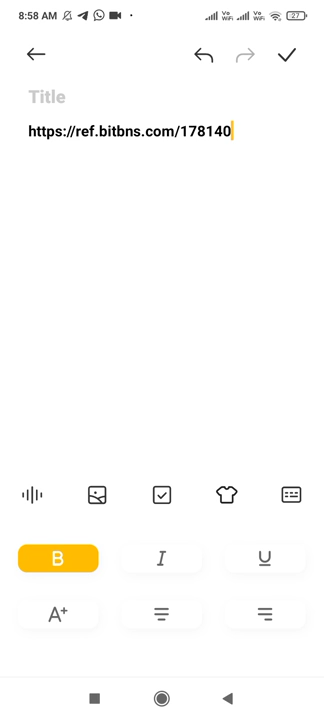 8:58 AM
Vo WiFi Vo WiFi 27
Title
https://ref.bitbns.com/178140
B I U
A+